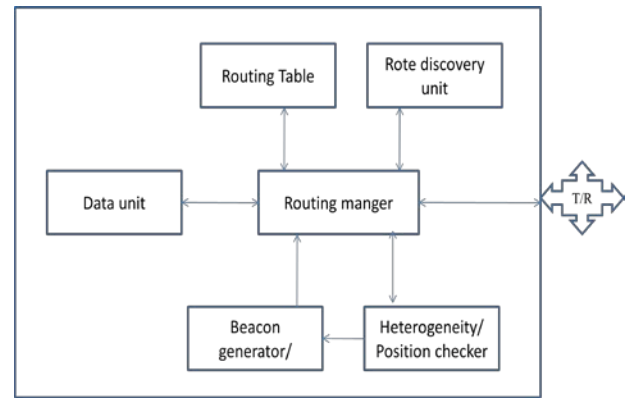 Routing Table
Rote discovery
unit
Data unit
Routing manger
T/R
Beacon
generator/
Heterogeneity/
Position checker